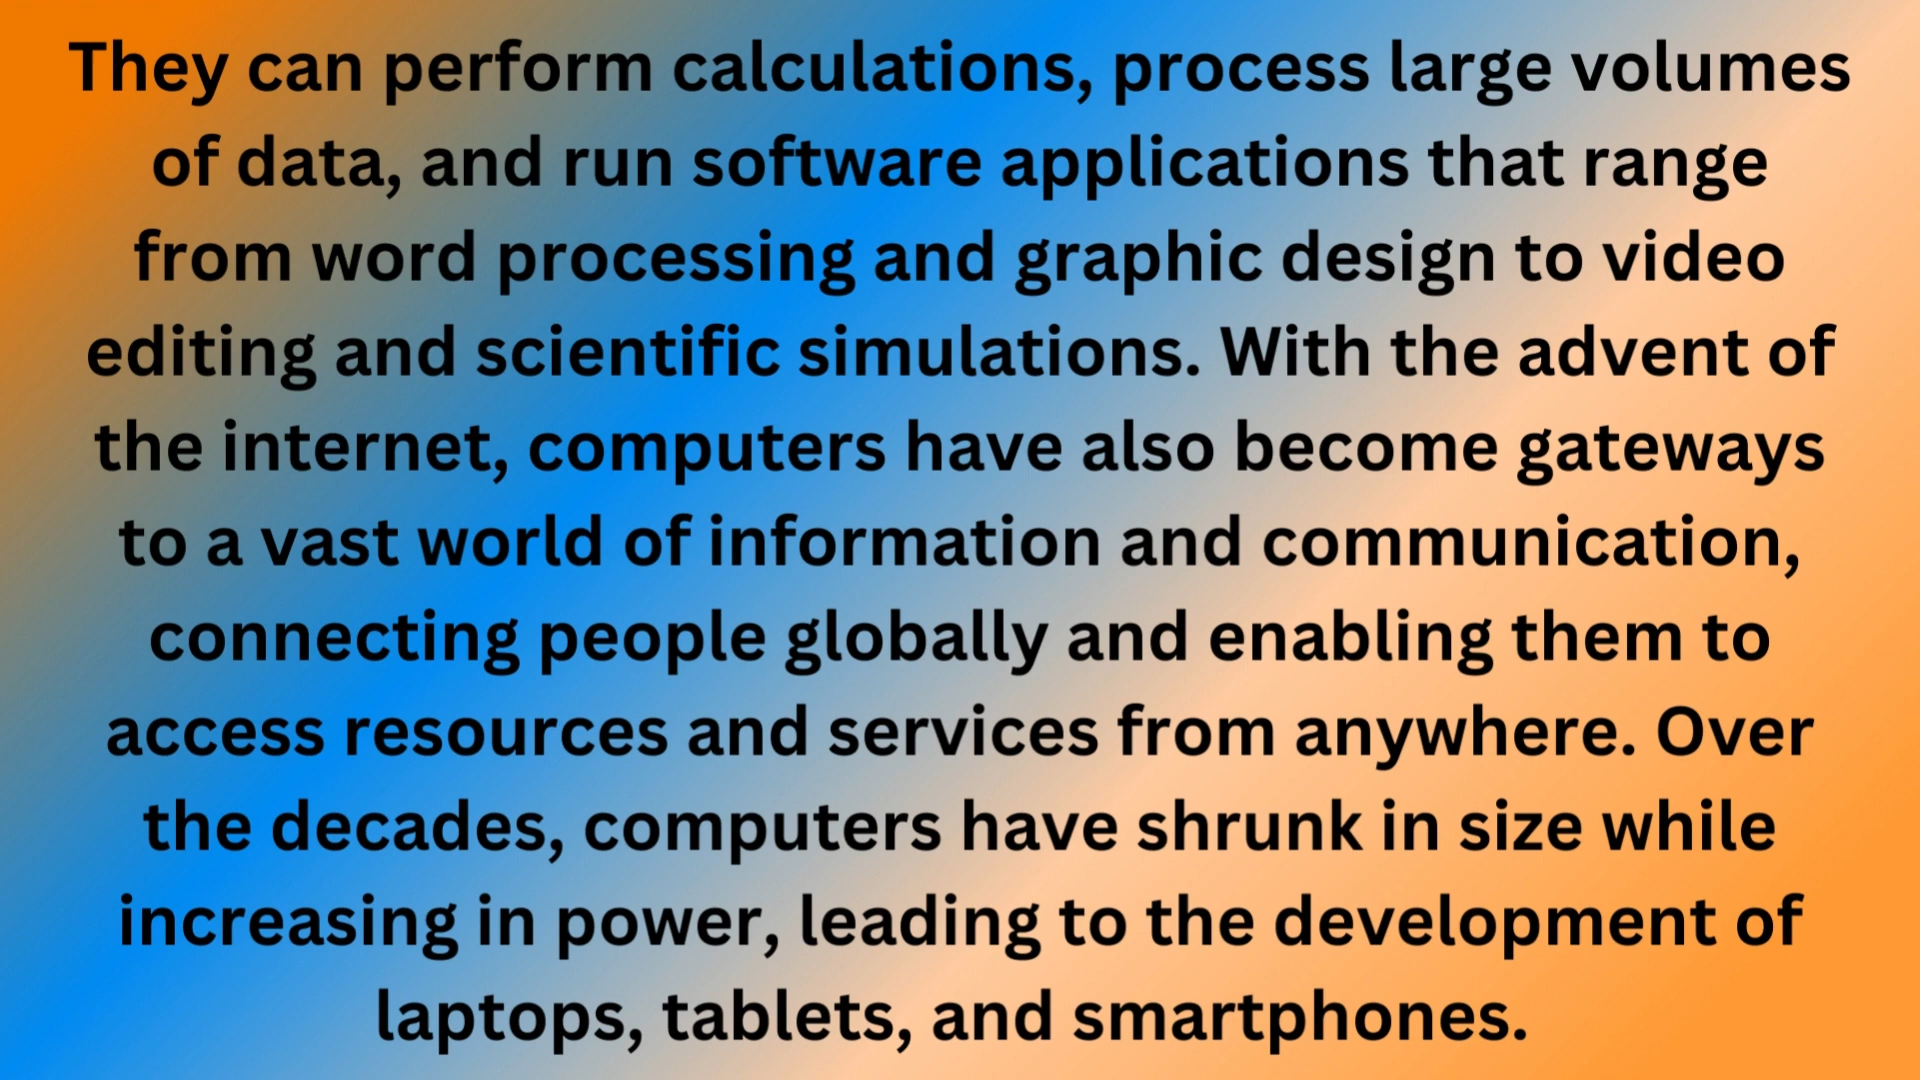 They can perform calculations, process large volumes
of data, and run software applications that range
from word processing and graphic design to video
editing and scientific simulations. With the advent of
the internet, computers have also become gateways
to a vast world of information and communication,
connecting people globally and enabling them to
access resources and services from anywhere. Over
the decades, computers have shrunk in size while
increasing in power, leading to the development of
laptops, tablets, and smartphones.